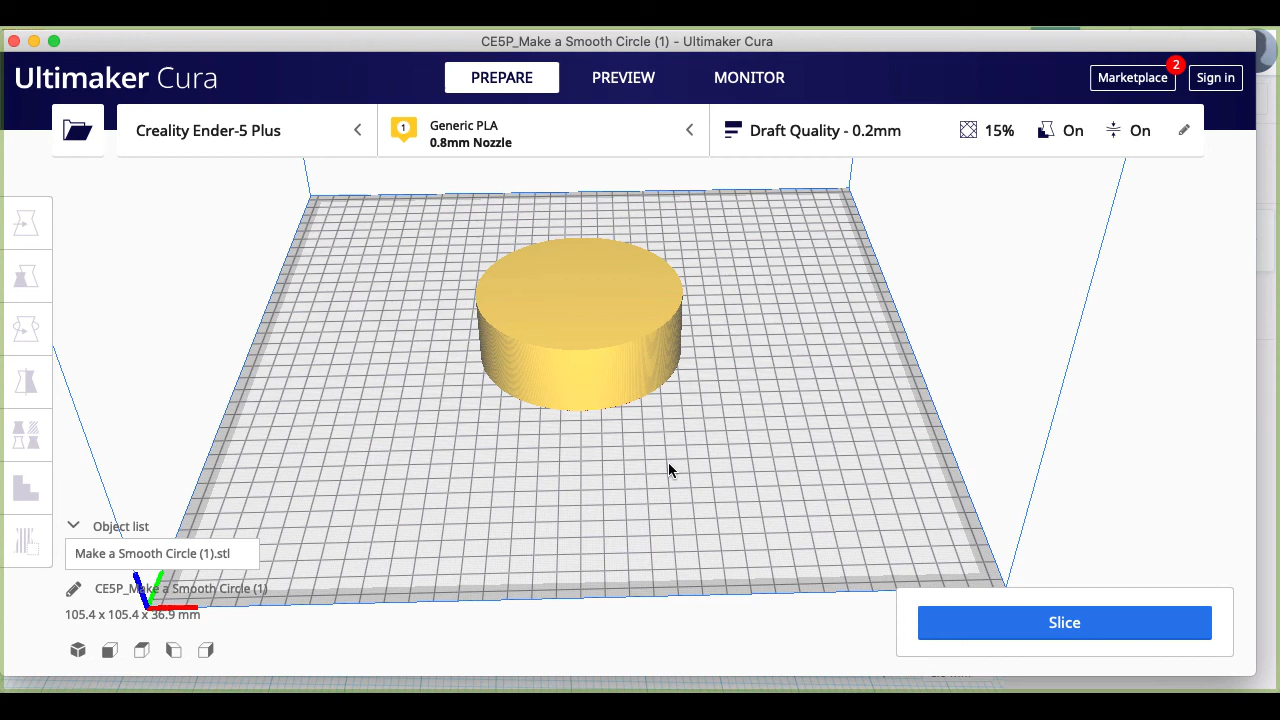 CE5P_Make a Smooth Circle (1) - Ultimaker Cura
Ultimaker Cura
PREPARE
PREVIEW
MONITOR
Marketplace
2
Sign in
Creality Ender-5 Plus
1
Generic PLA
0.8mm Nozzle
Draft Quality - 0.2mm
15%
On
On
Object list
Make a Smooth Circle (1).stl
CE5P_Make a Smooth Circle (1)
105.4 x 105.4 x 36.9 mm
Slice